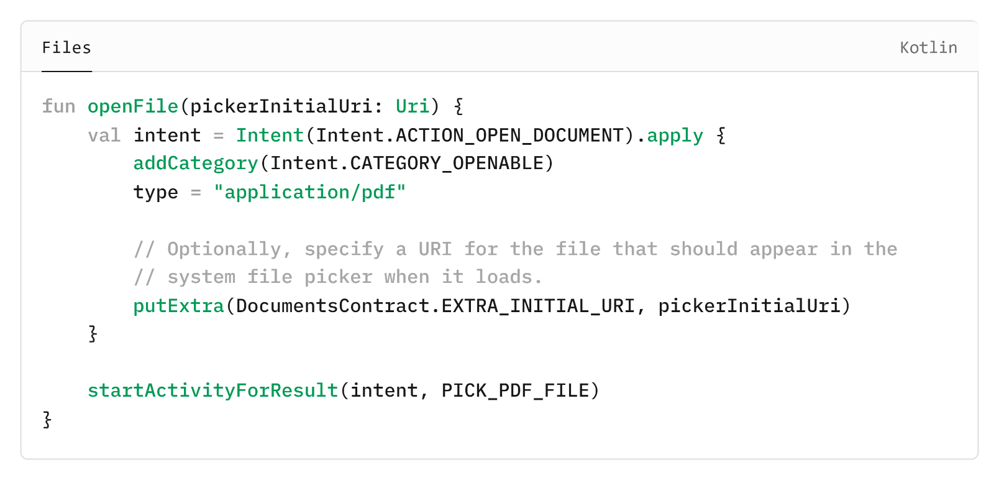 Files
Kotlin
fun openFile(pickerInitialUri: Uri) {
    val intent = Intent(Intent.ACTION_OPEN_DOCUMENT).apply {
        addCategory(Intent.CATEGORY_OPENABLE)
        type = "application/pdf"

        // Optionally, specify a URI for the file that should appear in the
        // system file picker when it loads.
        putExtra(DocumentsContract.EXTRA_INITIAL_URI, pickerInitialUri)
    }

    startActivityForResult(intent, PICK_PDF_FILE)
}